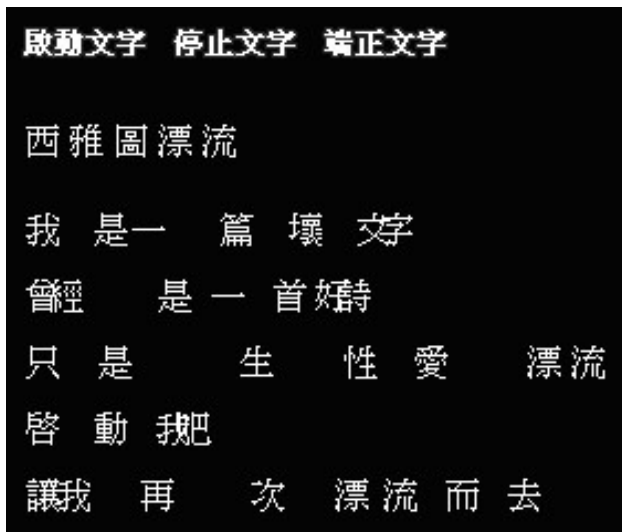 啟動文字 停止文字 端正文字
西雅圖漂流
我 是一 篇 壞 文字
曾經 是 一 首 好詩
只 是 生 性 愛 漂流
啓 動 我吧
讓我 再 次 漂流 而 去